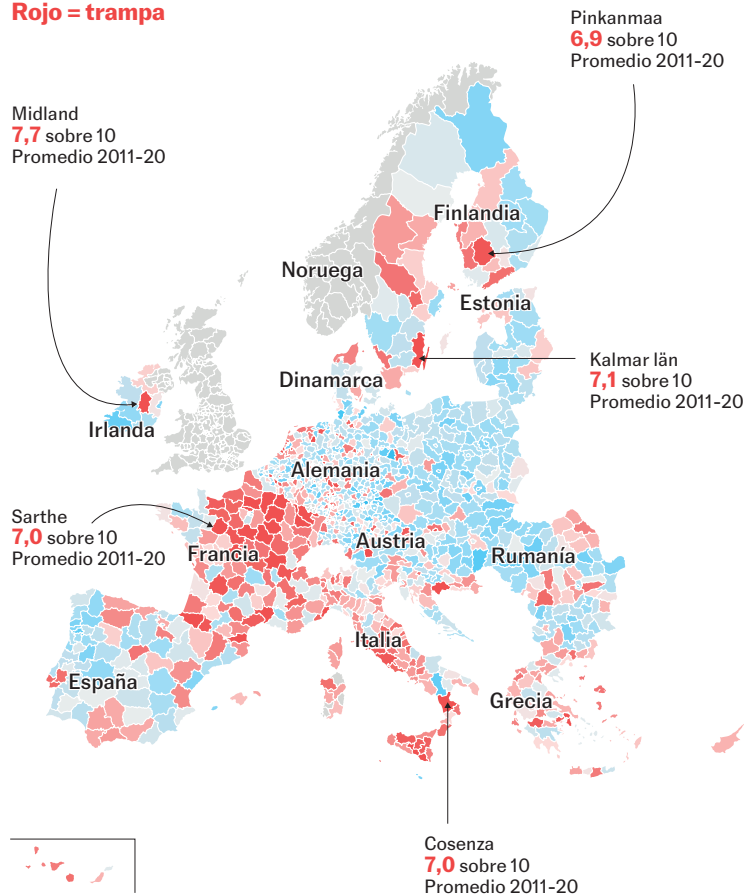 Rojo = trampa
Pinkanmaa
6,9 sobre 10
Promedio 2011-20
Midland
7,7 sobre 10
Promedio 2011-20
Finlandia
Noruega
Estonia
Kalmar län
7,1 sobre 10
Promedio 2011-20
Dinamarca
Irlanda
Alemania
Sarthe
7,0 sobre 10
Promedio 2011-20
Francia
Austria
Rumanía
Italia
España
Grecia
Cosenza
7,0 sobre 10
Promedio 2011-20